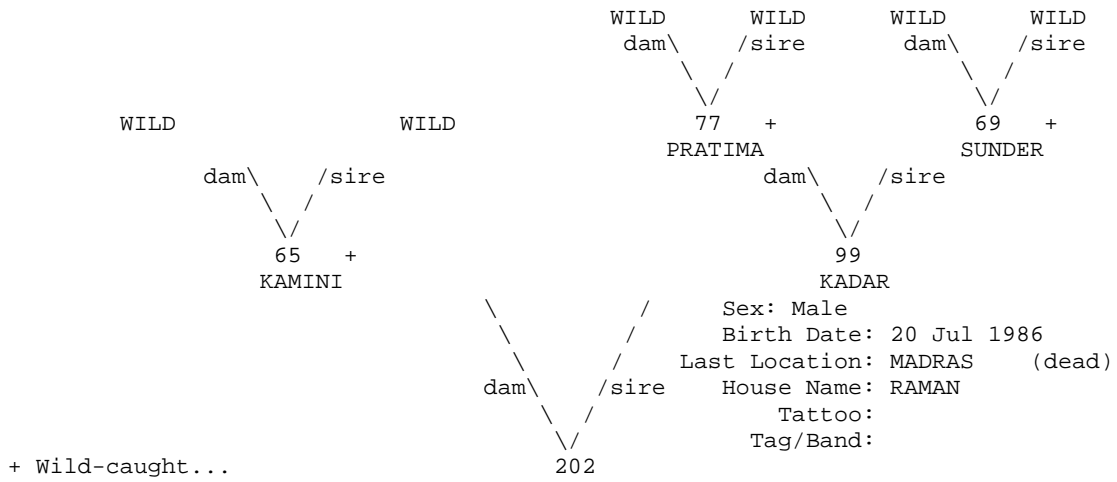 WILD WILD WILD WILD
dam\ /sire dam\ /sire
\ / \ /
\/ \/
WILD WILD 77 + 69 +
PRATIMA SUNDER
dam\ /sire dam\ /sire
\ / \ /
\/ \/
65 + 99
KAMINI KADAR
\ / Sex: Male
\ / Birth Date: 20 Jul 1986
\ / Last Location: MADRAS (dead)
dam\ /sire House Name: RAMAN
\ / Tattoo:
\/ Tag/Band:
+ Wild-caught... 202